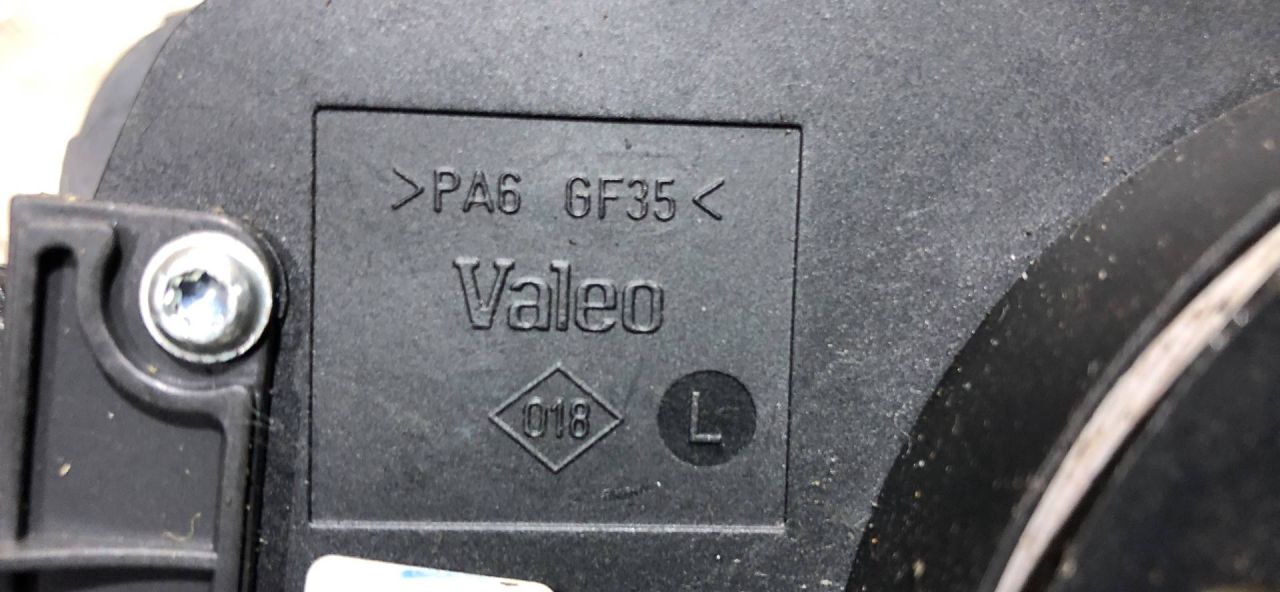 >PA6 GF35<
Valeo
018 L